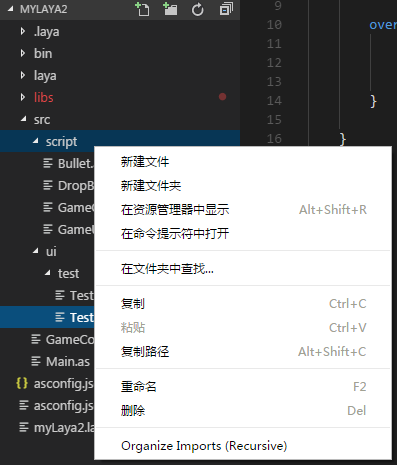 MYLAYA2
.laya
bin
laya
libs
src
script
Bullet.
DropB
GameC
GameU
ui
test
Test
Test
GameCo
Main.as
{} asconfig.js
asconfig.js
myLaya2.la
9
10 over
11
12
13
14 }
15
16 }
新建文件
新建文件夹
在资源管理器中显示 Alt+Shift+R
在命令提示符中打开
在文件夹中查找...
复制 Ctrl+C
粘贴 Ctrl+V
复制路径 Alt+Shift+C
重命名 F2
删除 Del
Organize Imports (Recursive)